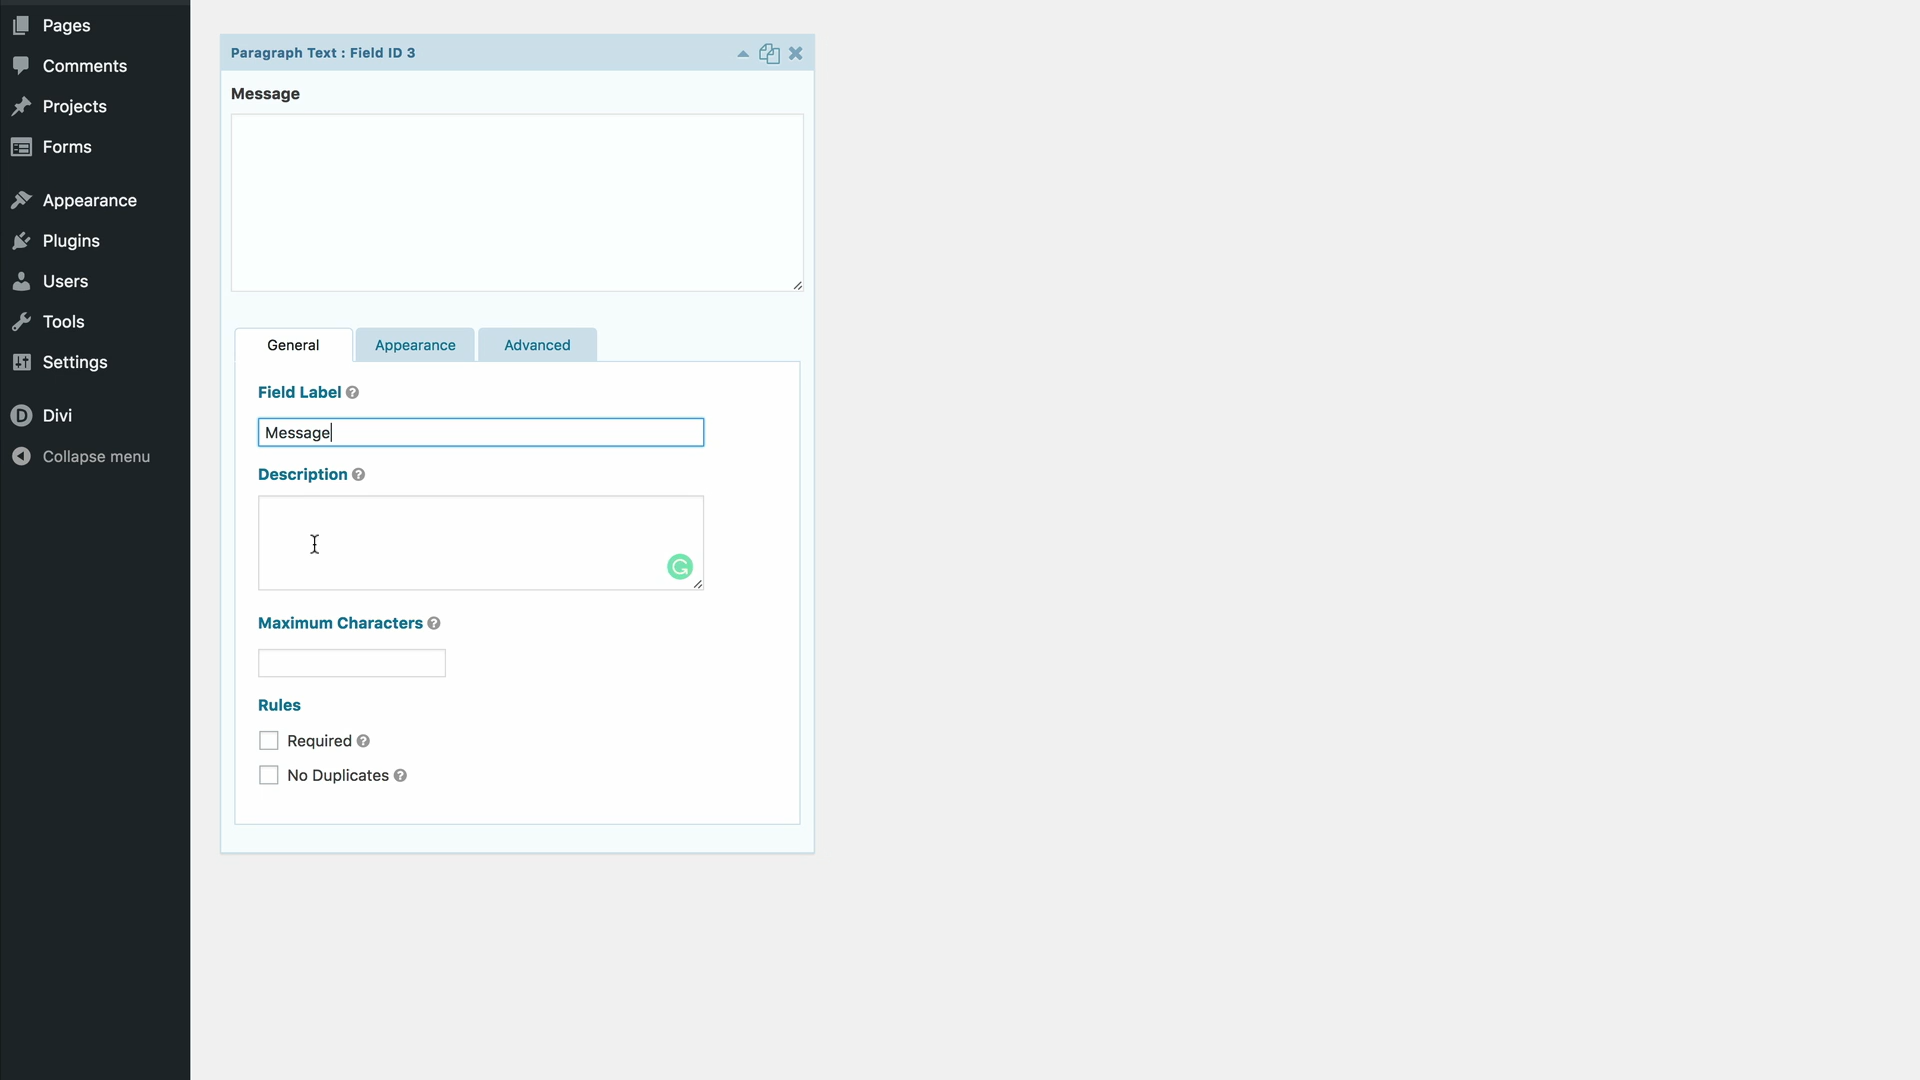 Pages
Comments
Projects
Forms
Appearance
Plugins
Users
Tools
Settings
Divi
Collapse menu
Paragraph Text : Field ID 3
Message
General
Appearance
Advanced
Field Label
Message
Description
Maximum Characters
Rules
Required
No Duplicates